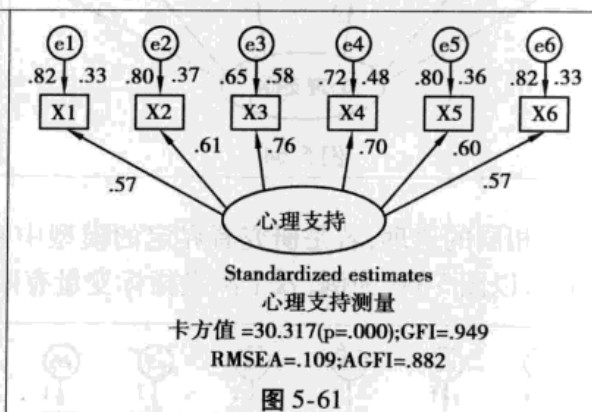 e1 e2 e3 e4 e5 e6
.82 .33 .80 .37 .65 .58 .72 .48 .80 .36 .82 .33
X1 X2 X3 X4 X5 X6
.57 .61 .76 .70 .60 .57
心理支持
Standardized estimates
心理支持测量
卡方值 =30.317(p=.000);GFI=.949
RMSEA=.109;AGFI=.882
图 5-61